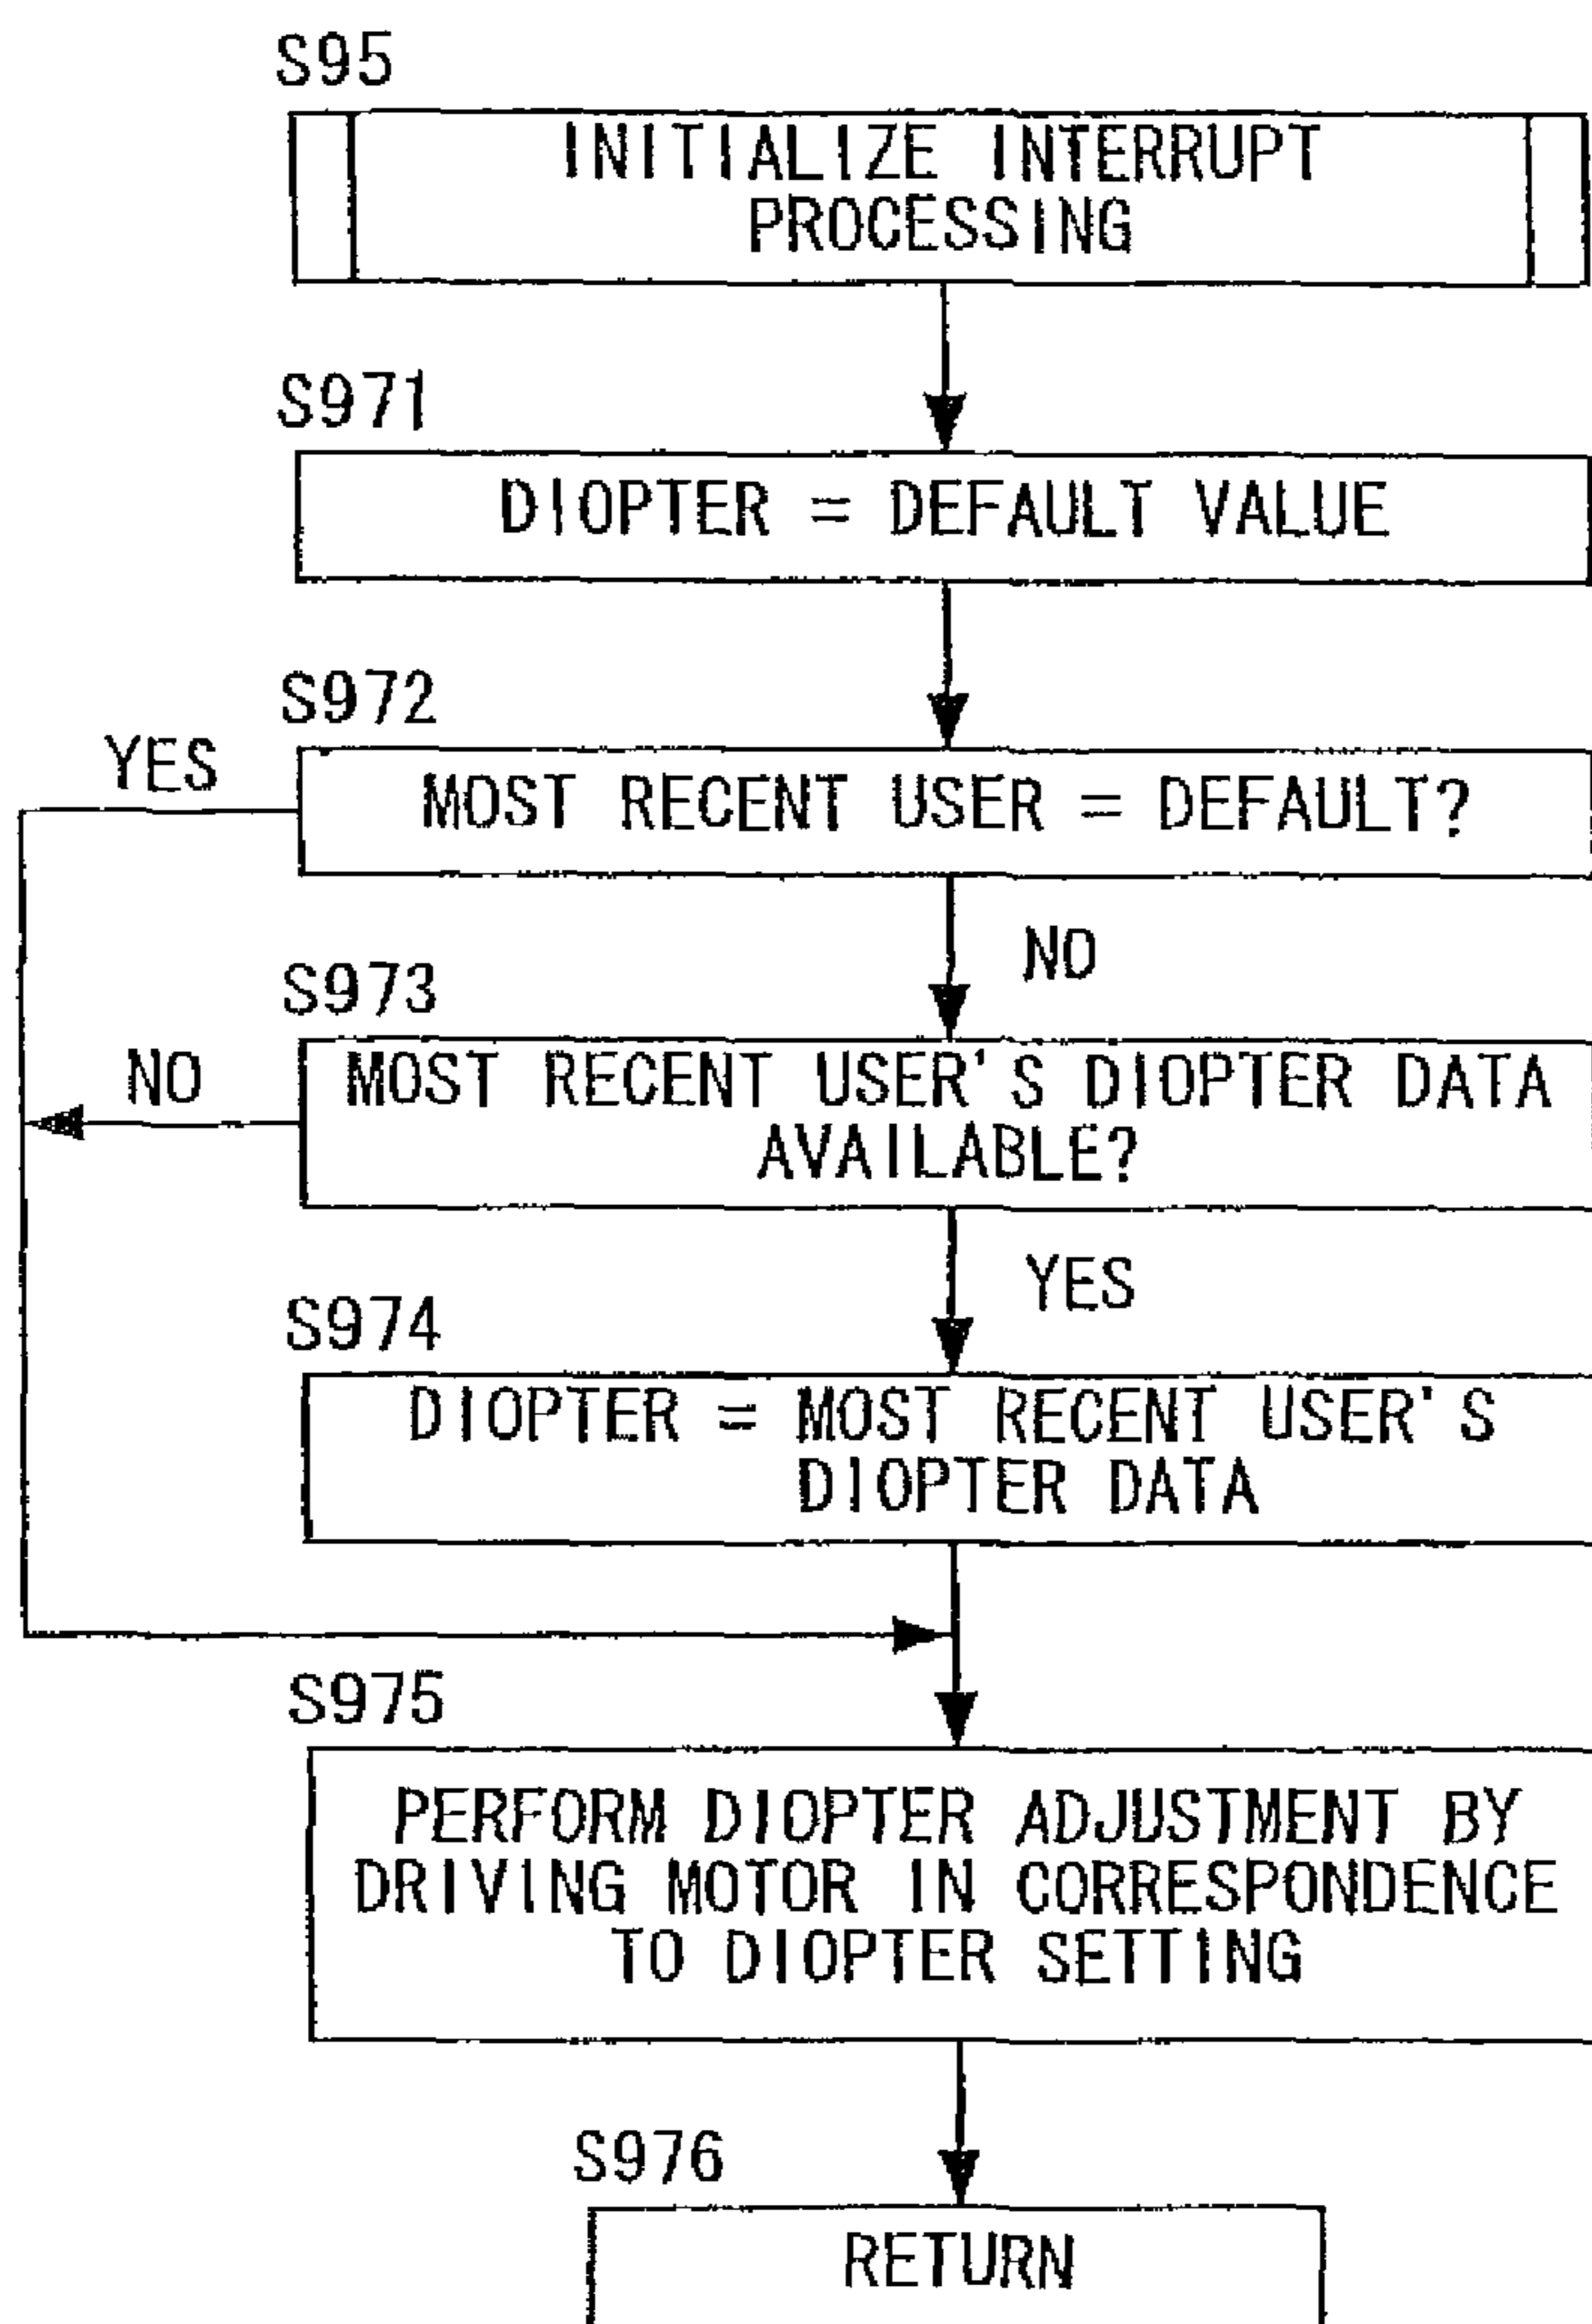 S95
INITIALIZE INTERRUPT
PROCESSING
S971
DIOPTER = DEFAULT VALUE
S972
YES
MOST RECENT USER = DEFAULT?
NO
S973
NO
MOST RECENT USER'S DIOPTER DATA
AVAILABLE?
YES
S974
DIOPTER = MOST RECENT USER'S
DIOPTER DATA
S975
PERFORM DIOPTER ADJUSTMENT BY
DRIVING MOTOR IN CORRESPONDENCE
TO DIOPTER SETTING
S976
RETURN